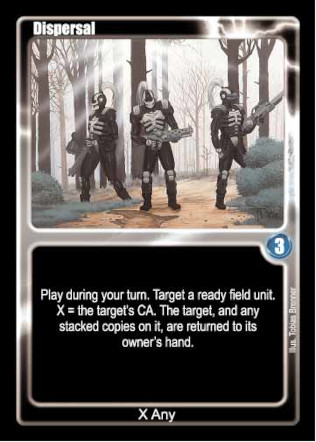 Dispersal
3
Play during your turn. Target a ready field unit.
X = the target's CA. The target, and any
stacked copies on it, are returned to its
owner's hand.
Illus. Tobias Brenner
X Any